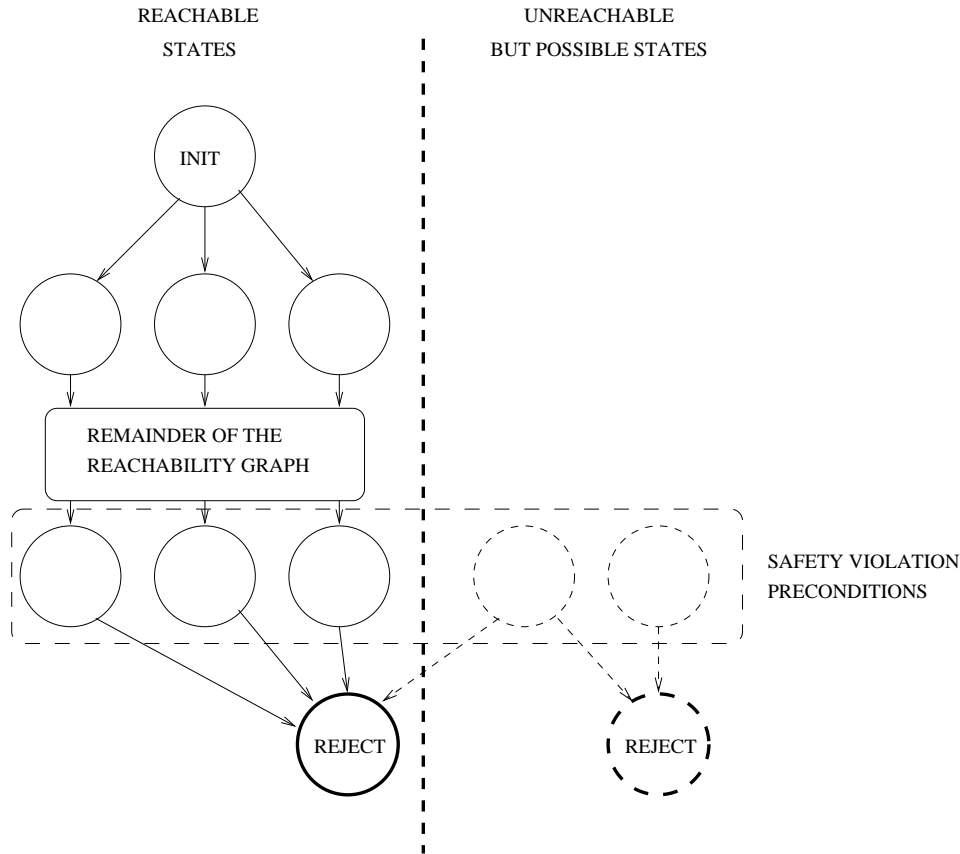 REACHABLE
STATES
UNREACHABLE
BUT POSSIBLE STATES
INIT
REMAINDER OF THE
REACHABILITY GRAPH
SAFETY VIOLATION
PRECONDITIONS
REJECT
REJECT